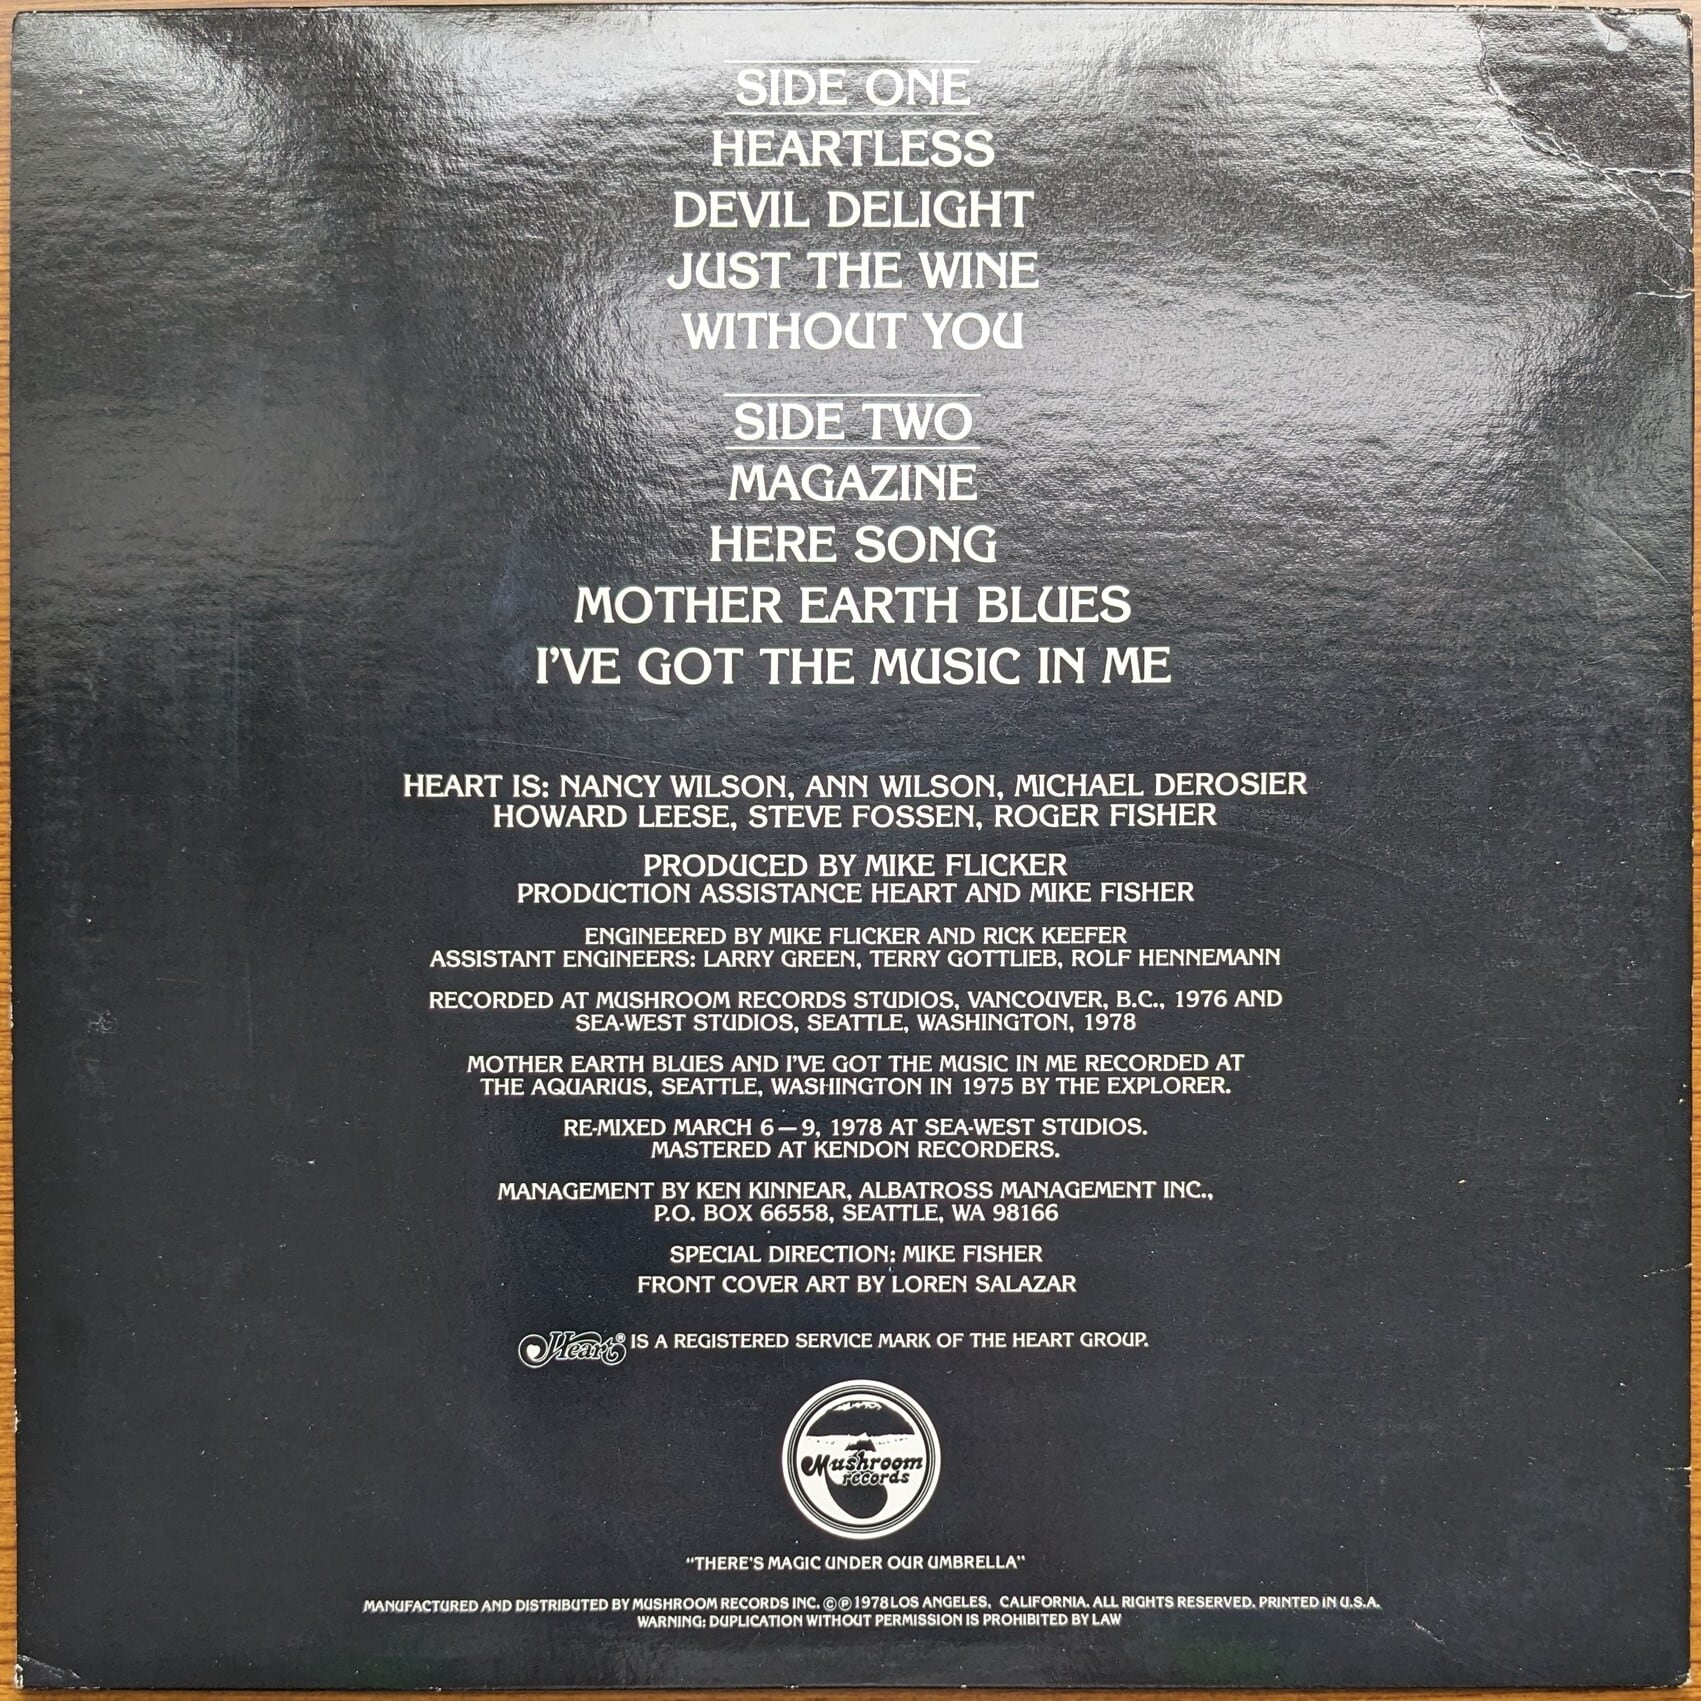 SIDE ONE
HEARTLESS
DEVIL DELIGHT
JUST THE WINE
WITHOUT YOU
SIDE TWO
MAGAZINE
HERE SONG
MOTHER EARTH BLUES
I'VE GOT THE MUSIC IN ME
HEART IS: NANCY WILSON, ANN WILSON, MICHAEL DEROSIER
HOWARD LEESE, STEVE FOSSEN, ROGER FISHER
PRODUCED BY MIKE FLICKER
PRODUCTION ASSISTANCE HEART AND MIKE FISHER
ENGINEERED BY MIKE FLICKER AND RICK KEEFER
ASSISTANT ENGINEERS: LARRY GREEN, TERRY GOTTLIEB, ROLF HENNEMANN
RECORDED AT MUSHROOM RECORDS STUDIOS, VANCOUVER, B.C., 1976 AND
SEA-WEST STUDIOS, SEATTLE, WASHINGTON, 1978
MOTHER EARTH BLUES AND I'VE GOT THE MUSIC IN ME RECORDED AT
THE AQUARIUS, SEATTLE, WASHINGTON IN 1975 BY THE EXPLORER.
RE-MIXED MARCH 6—9, 1978 AT SEA-WEST STUDIOS.
MASTERED AT KENDON RECORDERS.
MANAGEMENT BY KEN KINNEAR, ALBATROSS MANAGEMENT INC.,
P.O. BOX 66558, SEATTLE, WA 98166
SPECIAL DIRECTION: MIKE FISHER
FRONT COVER ART BY LOREN SALAZAR
Heart® IS A REGISTERED SERVICE MARK OF THE HEART GROUP.
Mushroom
records
"THERE'S MAGIC UNDER OUR UMBRELLA"
MANUFACTURED AND DISTRIBUTED BY MUSHROOM RECORDS INC. ©℗1978 LOS ANGELES, CALIFORNIA. ALL RIGHTS RESERVED. PRINTED IN U.S.A.
WARNING: DUPLICATION WITHOUT PERMISSION IS PROHIBITED BY LAW